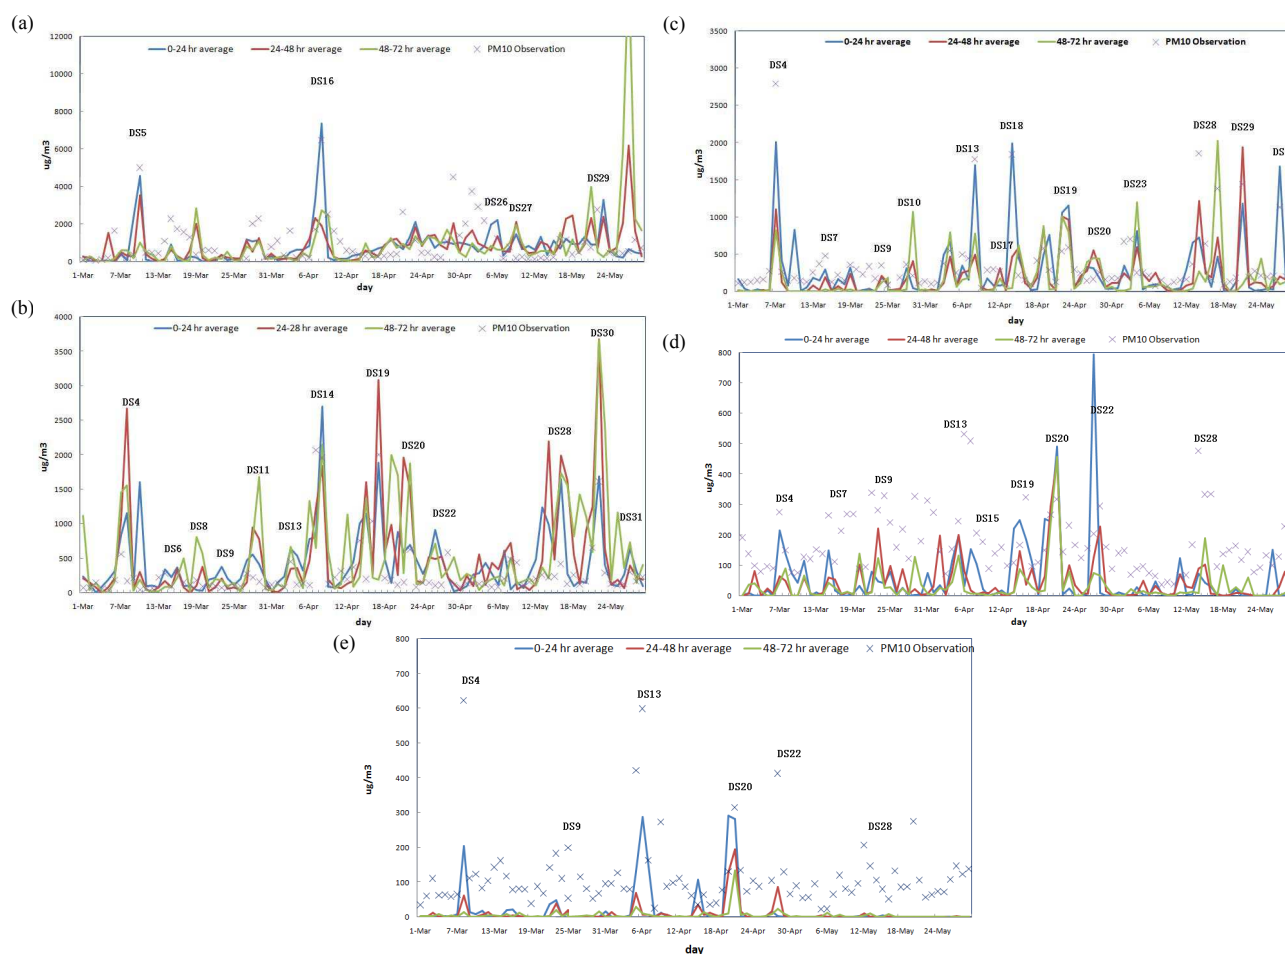 (a)
0-24 hr average 24-48 hr average 48-72 hr average PM10 Observation
ug/m3
12000
10000
8000
6000
4000
2000
0
DS5
DS16
DS26
DS27
DS29
1-Mar 7-Mar 13-Mar 19-Mar 25-Mar 31-Mar 6-Apr 12-Apr 18-Apr 24-Apr 30-Apr 6-May 12-May 18-May 24-May
(b)
0-24 hr average 24-28 hr average 48-72 hr average PM10 Observation
ug/m3
4000
3500
3000
2500
2000
1500
1000
500
0
DS4
DS6
DS8
DS9
DS11
DS13
DS14
DS19
DS20
DS22
DS28
DS30
DS31
1-Mar 7-Mar 13-Mar 19-Mar 25-Mar 31-Mar 6-Apr 12-Apr 18-Apr 24-Apr 30-Apr 6-May 12-May 18-May 24-May
day
(c)
0-24 hr average 24-48 hr average 48-72 hr average PM10 Observation
ug/m3
3500
3000
2500
2000
1500
1000
500
0
DS4
DS7
DS9
DS10
DS13
DS17
DS18
DS19
DS20
DS23
DS28
DS29
DS
1-Mar 7-Mar 13-Mar 19-Mar 25-Mar 31-Mar 6-Apr 12-Apr 18-Apr 24-Apr 30-Apr 6-May 12-May 18-May 24-May
day
(d)
0-24 hr average 24-48 hr average 48-72 hr average PM10 Observation
ug/m3
800
700
600
500
400
300
200
100
0
DS4
DS7
DS9
DS13
DS15
DS19
DS20
DS22
DS28
1-Mar 7-Mar 13-Mar 19-Mar 25-Mar 31-Mar 6-Apr 12-Apr 18-Apr 24-Apr 30-Apr 6-May 12-May 18-May 24-May
day
(e)
0-24 hr average 24-48 hr average 48-72 hr average PM10 Observation
ug/m3
800
700
600
500
400
300
200
100
0
DS4
DS9
DS13
DS20
DS22
DS28
1-Mar 7-Mar 13-Mar 19-Mar 25-Mar 31-Mar 6-Apr 12-Apr 18-Apr 24-Apr 30-Apr 6-May 12-May 18-May 24-May
day